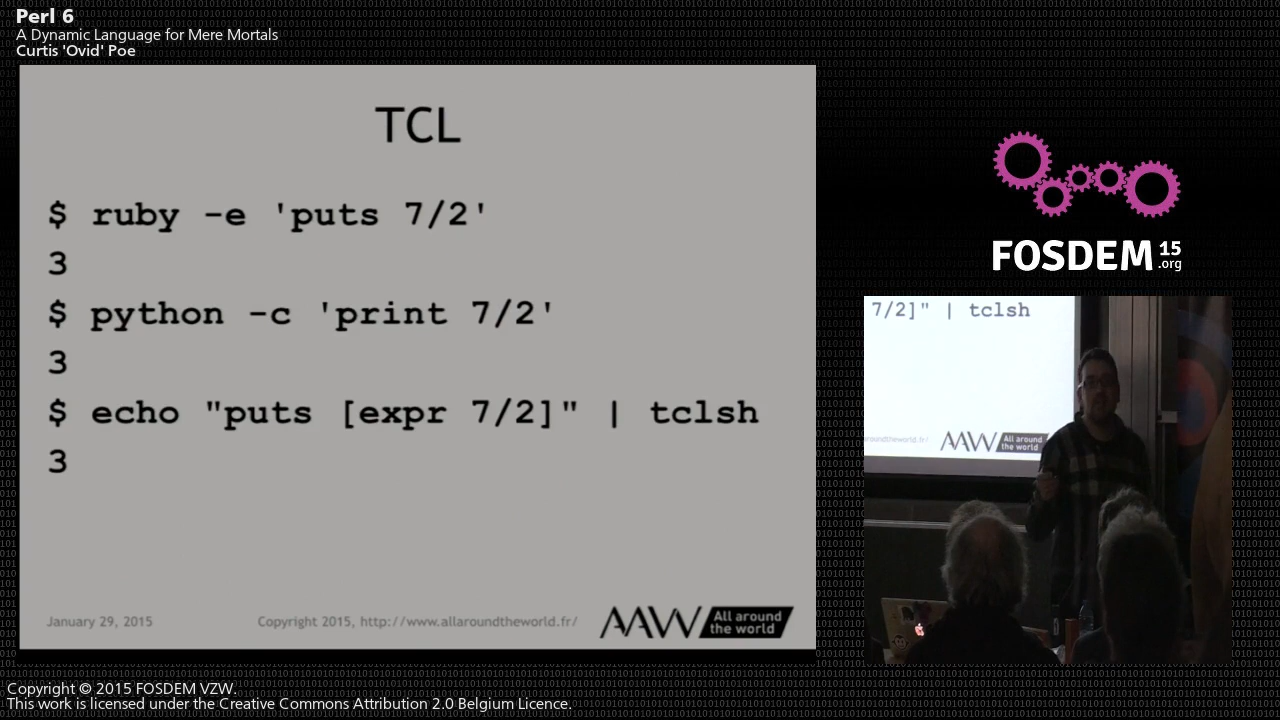 Perl 6
A Dynamic Language for Mere Mortals
Curtis 'Ovid' Poe
TCL
$ ruby -e 'puts 7/2'
3
$ python -c 'print 7/2'
3
$ echo "puts [expr 7/2]" | tclsh
3
January 29, 2015
Copyright 2015, http://www.allaroundtheworld.fr/
AAW All around
the world
FOSDEM 15
.org
7/2]" | tclsh
aroundtheworld.fr/
AAW All around
the world
Copyright © 2015 FOSDEM VZW.
This work is licensed under the Creative Commons Attribution 2.0 Belgium Licence.